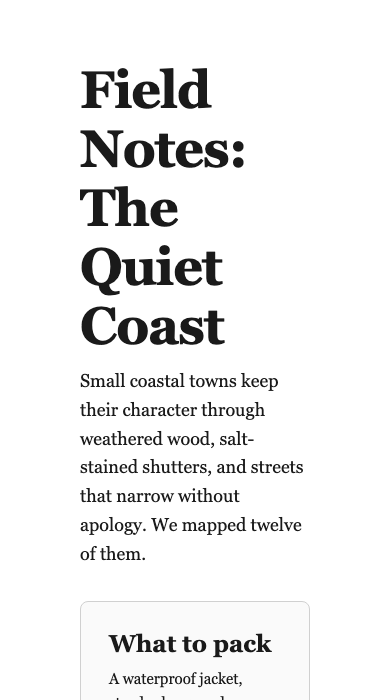 Field
Notes:
The
Quiet
Coast
Small coastal towns keep
their character through
weathered wood, salt-
stained shutters, and streets
that narrow without
apology. We mapped twelve
of them.
What to pack
A waterproof jacket,